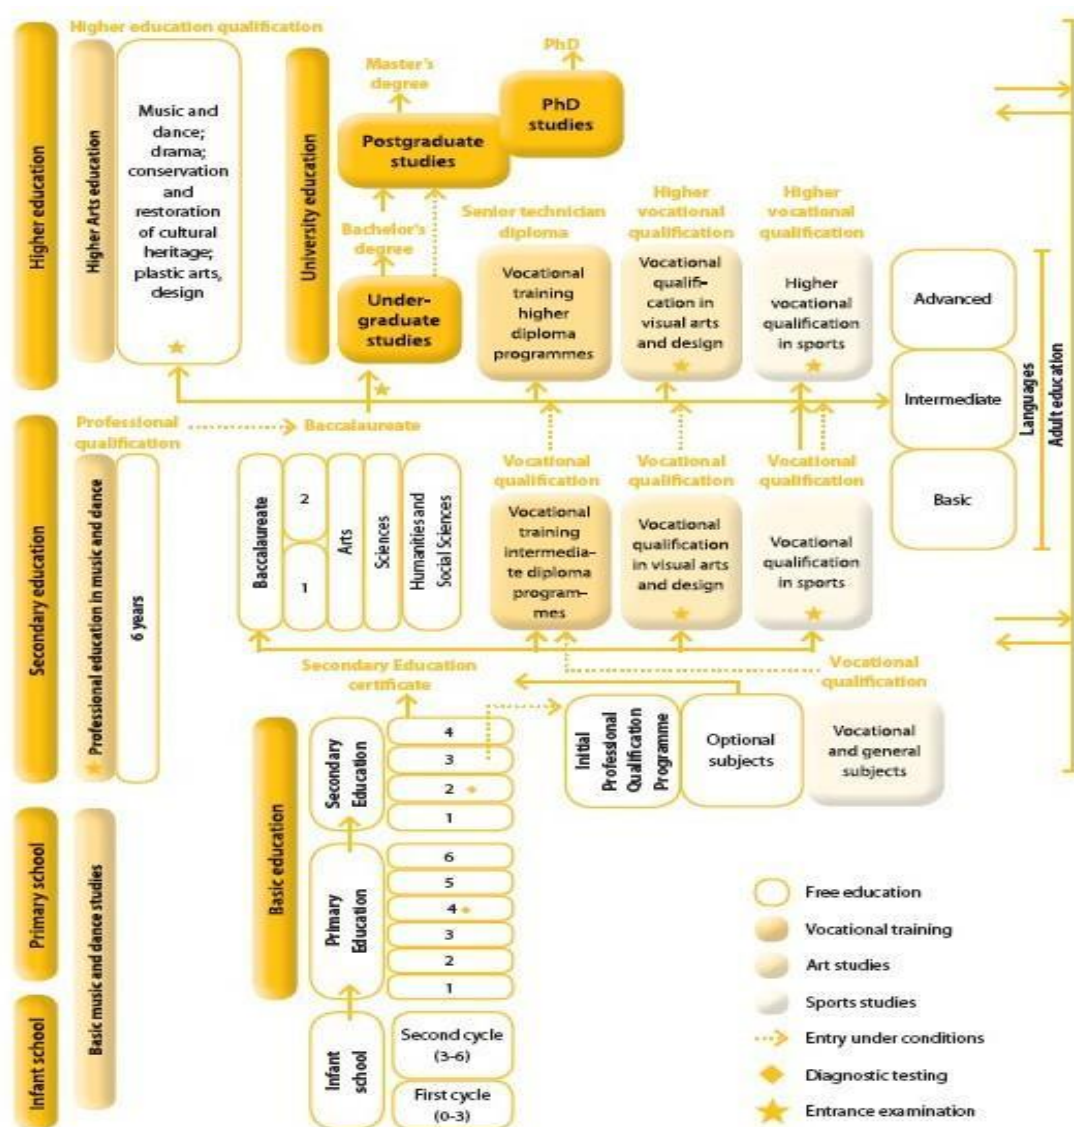 Higher education
Higher Arts education
Higher education qualification
Music and
dance;
drama;
conservation
and
restoration
of cultural
heritage;
plastic arts,
design
University education
Master's
degree
Postgraduate
studies
PhD
PhD
studies
Bachelor's
degree
Under-
graduate
studies
Senior technician
diploma
Vocational
training
higher
diploma
programmes
Higher
vocational
qualification
Vocational
qualifi-
cation in
visual arts
and design
Higher
vocational
qualification
Higher
vocational
qualification
in sports
Advanced
Intermediate
Basic
Languages
Adult education
Secondary education
Professional
qualification
Professional education in music and dance
6 years
Baccalaureate
Baccalaureate
2
1
Arts
Sciences
Humanities and
Social Sciences
Vocational
qualification
Vocational
training
intermedia-
te diploma
program-
mes
Vocational
qualification
Vocational
qualification
in visual arts
and design
Vocational
qualification
Vocational
qualification
in sports
Secondary Education
certificate
Vocational
qualification
Initial
Professional
Qualification
Programme
Optional
subjects
Vocational
and general
subjects
Basic education
Secondary
Education
4
3
2
1
Primary
Education
6
5
4
3
2
1
Primary school
Infant school
Basic music and dance studies
Infant
school
Second cycle
(3-6)
First cycle
(0-3)
Free education
Vocational training
Art studies
Sports studies
Entry under conditions
Diagnostic testing
Entrance examination